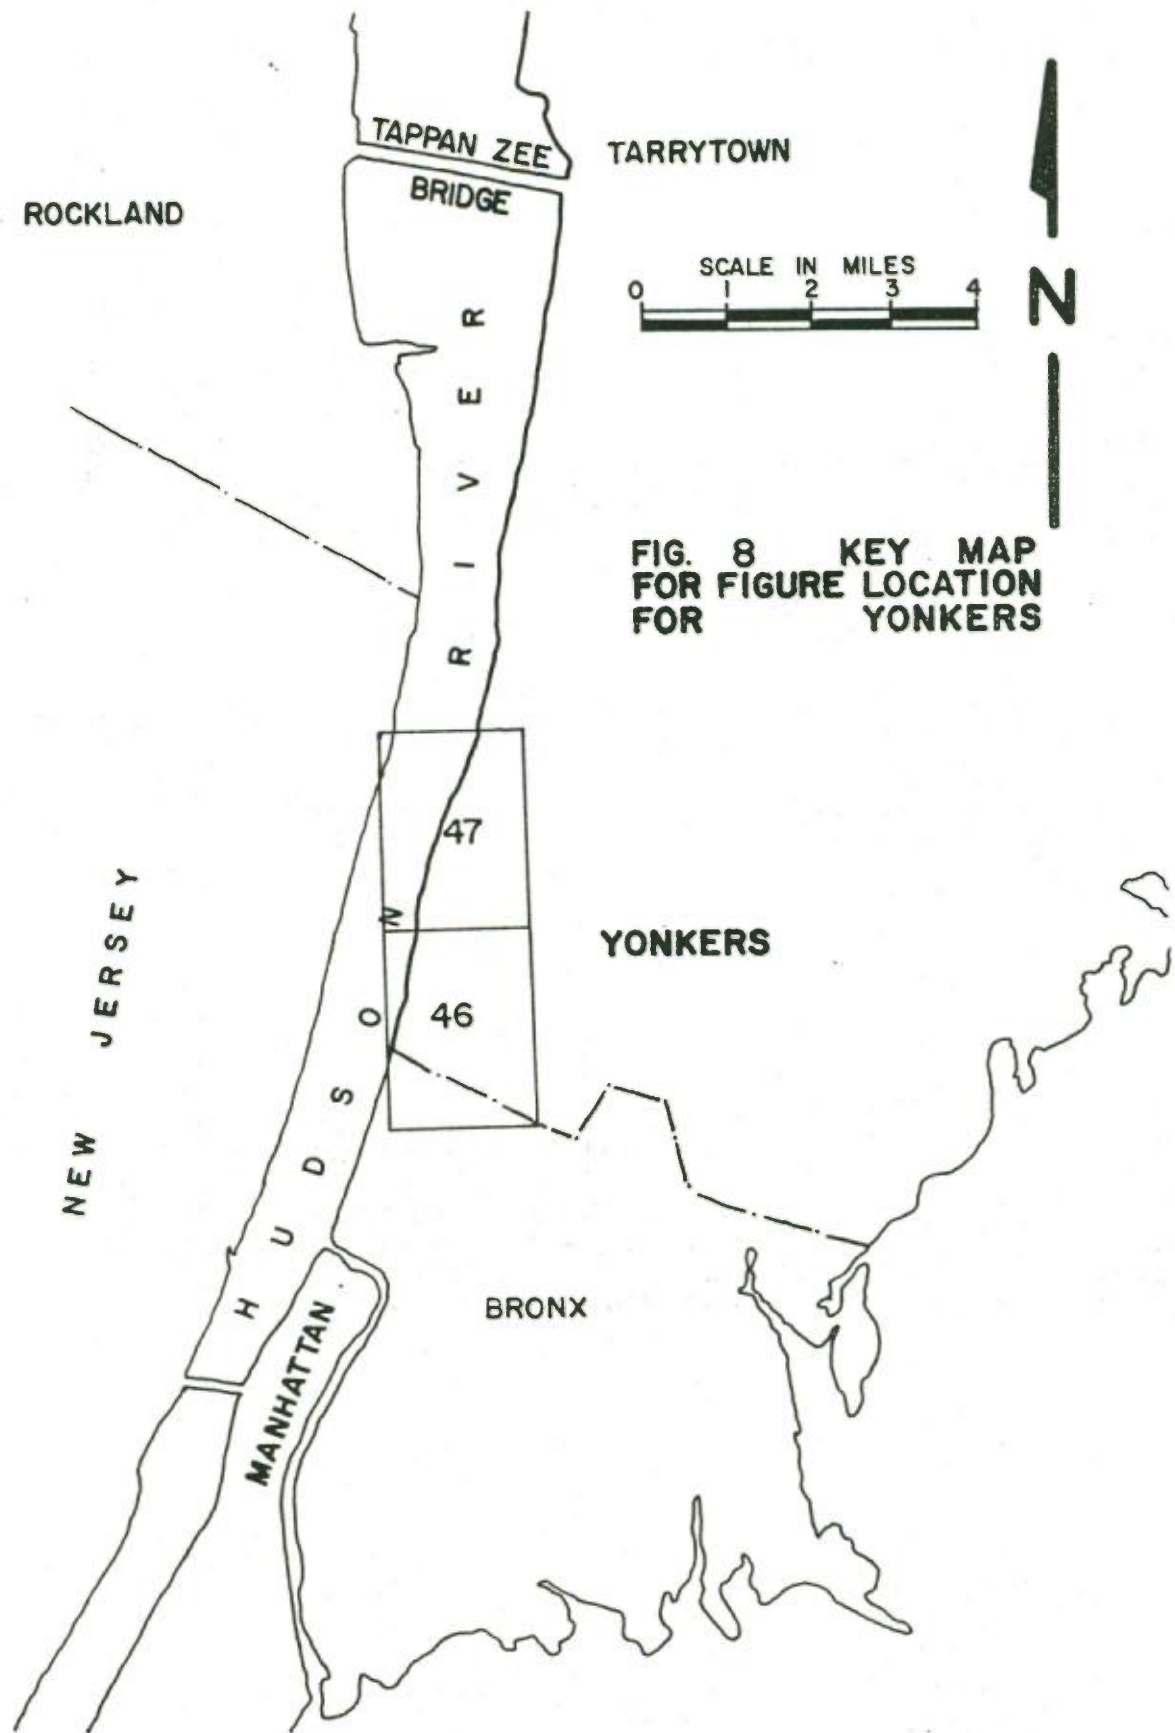 TAPPAN ZEE
BRIDGE
TARRYTOWN
ROCKLAND
SCALE IN MILES
0 1 2 3 4
N
HUDSON RIVER
FIG. 8 KEY MAP
FOR FIGURE LOCATION
FOR YONKERS
47
NEW JERSEY
YONKERS
46
BRONX
MANHATTAN